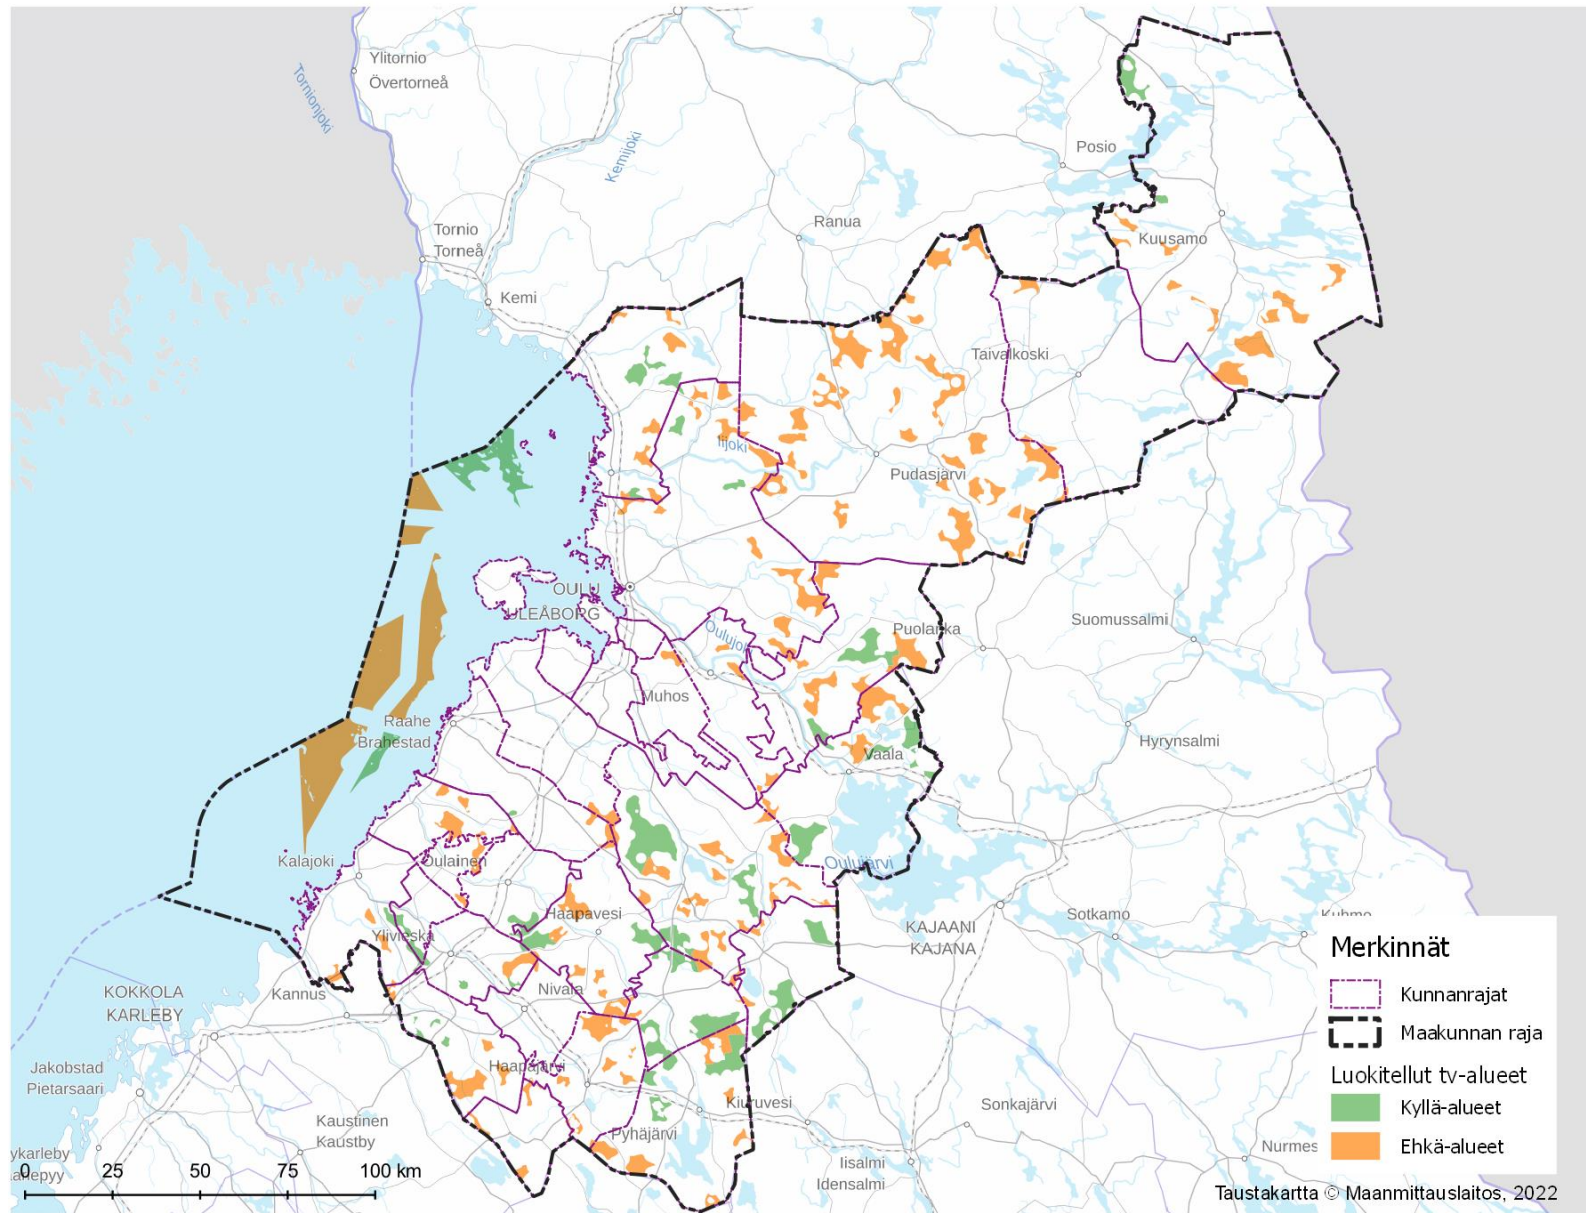 Ylitornio
Övertorneå
Tornionjoki
Kemijoki
Posio
Ranua
Tornio
Torneå
Kuusamo
Kemi
Taivalkoski
Iijoki
Pudasjärvi
OULU
ULEÅBORG
Oulujoki
Puolanka
Suomussalmi
Muhos
Raahe
Brahestad
Vaala
Hyrynsalmi
Kalajoki
Oulainen
Oulujärvi
Haapavesi
Ylivieska
KAJAANI
KAJANA
Sotkamo
Kuhmo
KOKKOLA
KARLEBY
Kannus
Nivala
Jakobstad
Pietarsaari
Haapajärvi
Kiuruvesi
Sonkajärvi
Kaustinen
Kaustby
Pyhäjärvi
Iisalmi
Idensalmi
Nurmes
ykarleby
Merkinnät
Kunnanrajat
Maakunnan raja
Luokitellut tv-alueet
Kyllä-alueet
Ehkä-alueet
0 25 50 75 100 km
Taustakartta © Maanmittauslaitos, 2022